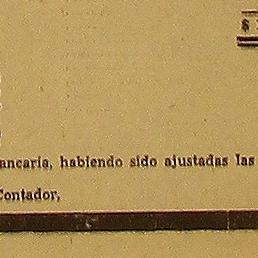 $
ancaria, habiendo sido ajustadas las
Contador,